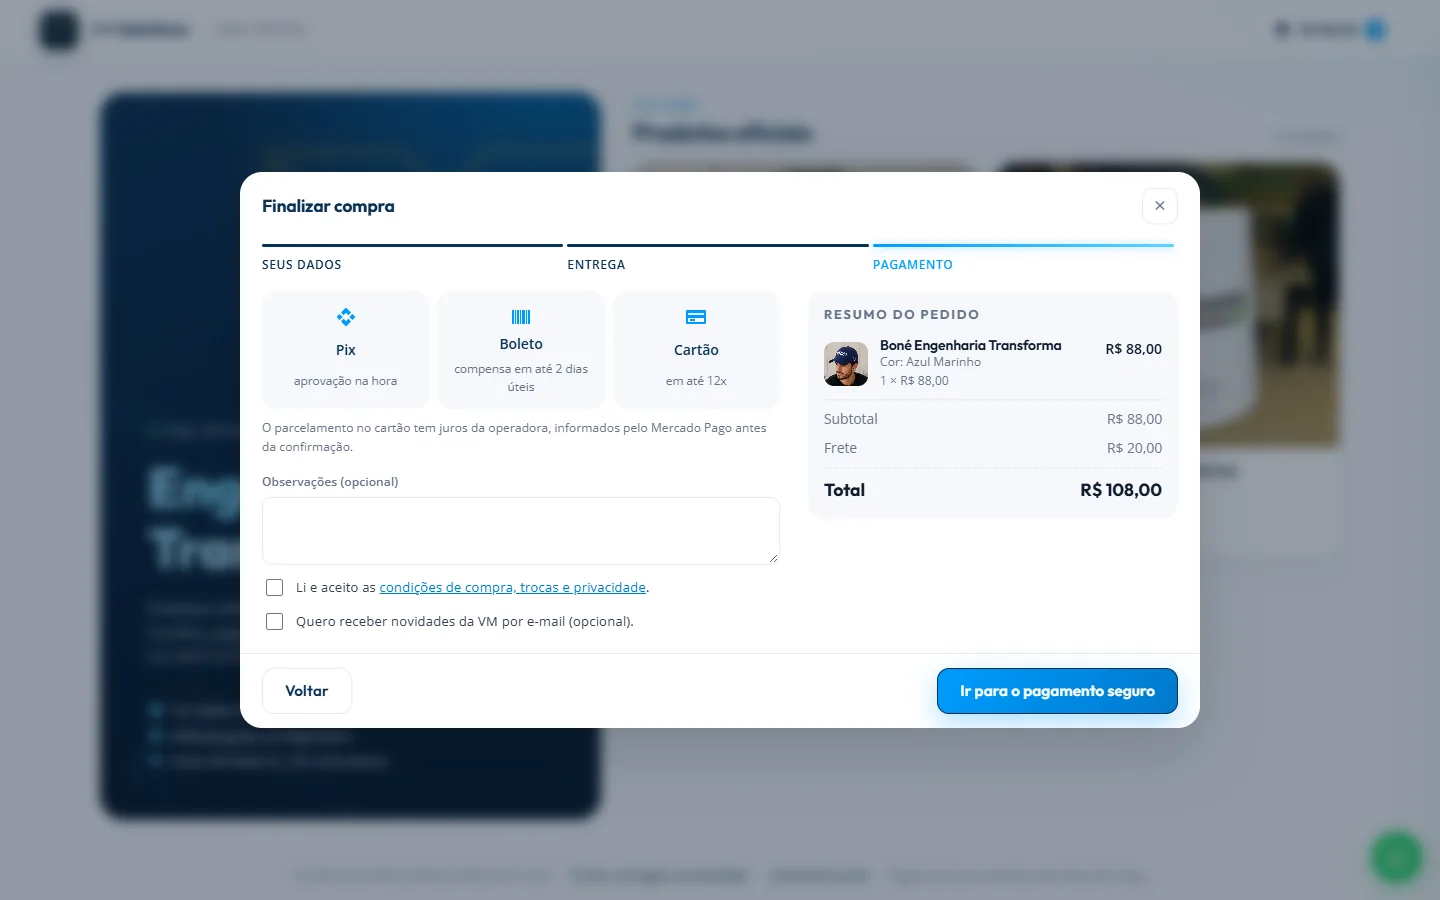 Finalizar compra
SEUS DADOS
ENTREGA
PAGAMENTO
Pix
aprovação na hora
Boleto
compensa em até 2 dias
úteis
Cartão
em até 12x
O parcelamento no cartão tem juros da operadora, informados pelo Mercado Pago antes
da confirmação.
Observações (opcional)
Li e aceito as condições de compra, trocas e privacidade.
Quero receber novidades da VM por e-mail (opcional).
RESUMO DO PEDIDO
Boné Engenharia Transforma
R$ 88,00
Cor: Azul Marinho
1 × R$ 88,00
Subtotal
R$ 88,00
Frete
R$ 20,00
Total
R$ 108,00
Voltar
Ir para o pagamento seguro
Produtos oficiais